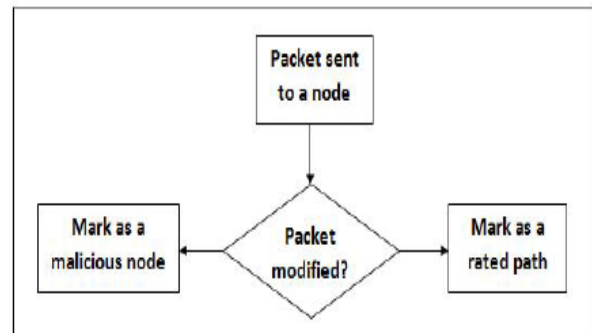 Packet sent
to a node
Packet
modified?
Mark as a
malicious node
Mark as a
rated path